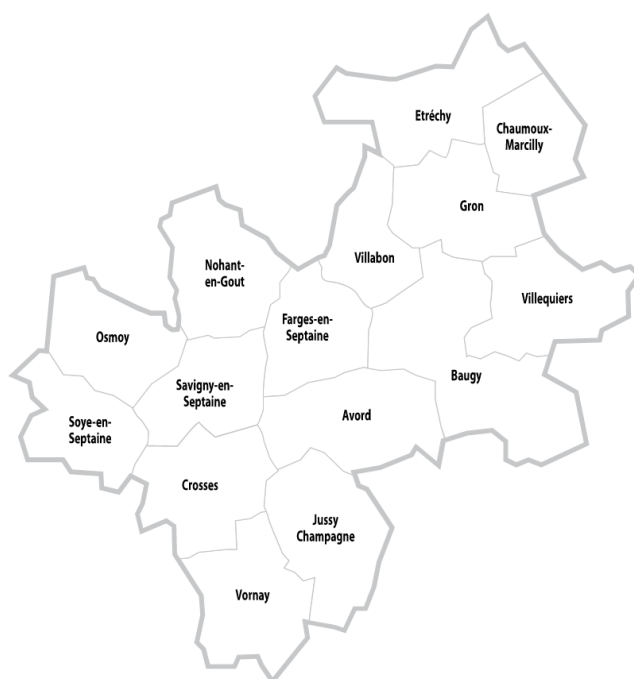 Etréchy
Chaumoux-
Marcilly
Gron
Nohant-
en-Gout
Villabon
Villequiers
Farges-en-
Septaine
Osmoy
Baugy
Savigny-en-
Septaine
Avord
Soye-en-
Septaine
Crosses
Jussy
Champagne
Vornay